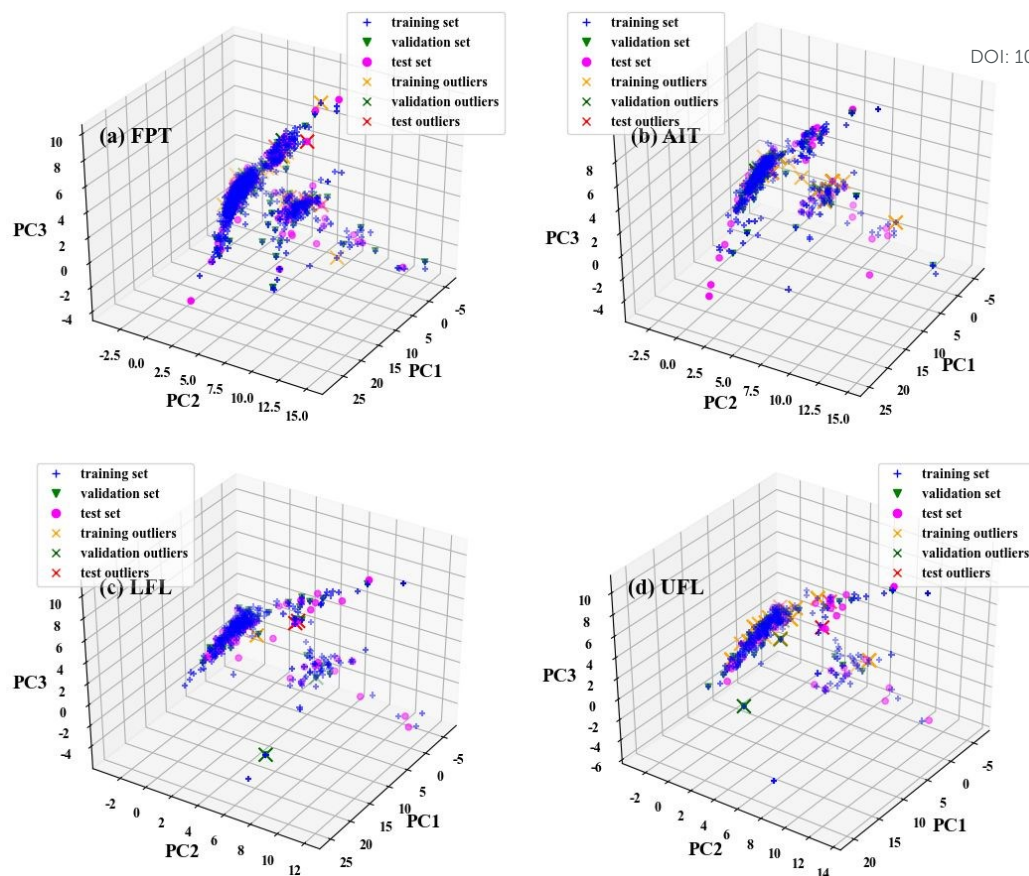 training set
validation set
test set
training outliers
validation outliers
test outliers
(a) FPT
PC3
10
8
6
4
2
0
-2
-4
-2.5
0.0
2.5
5.0
7.5
10.0
12.5
15.0
PC2
25
20
15
10
5
0
-5
PC1
training set
validation set
test set
training outliers
validation outliers
test outliers
DOI: 10
(b) AIT
PC3
8
6
4
2
0
-2
-4
-2.5
0.0
2.5
5.0
7.5
10.0
12.5
15.0
PC2
25
20
15
10
5
0
-5
PC1
training set
validation set
test set
training outliers
validation outliers
test outliers
(c) LFL
PC3
10
8
6
4
2
0
-2
-4
-2
0
2
4
6
8
10
12
PC2
25
20
15
10
5
0
-5
PC1
training set
validation set
test set
training outliers
validation outliers
test outliers
(d) UFL
PC3
10
8
6
4
2
0
-2
-4
-6
-2
0
2
4
6
8
10
12
14
PC2
20
15
10
5
0
-5
PC1